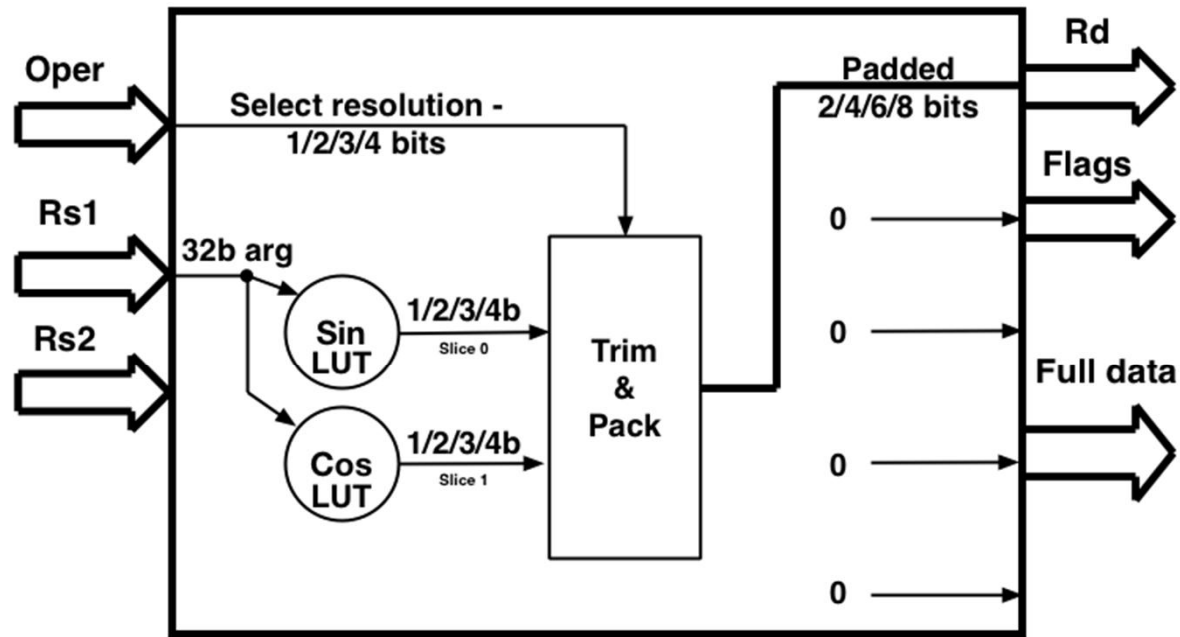 Oper
Rs1
Rs2
Select resolution -
1/2/3/4 bits
32b arg
Sin
LUT
1/2/3/4b
Slice 0
Cos
LUT
1/2/3/4b
Slice 1
Trim
&
Pack
Padded
2/4/6/8 bits
0
0
0
0
Rd
Flags
Full data